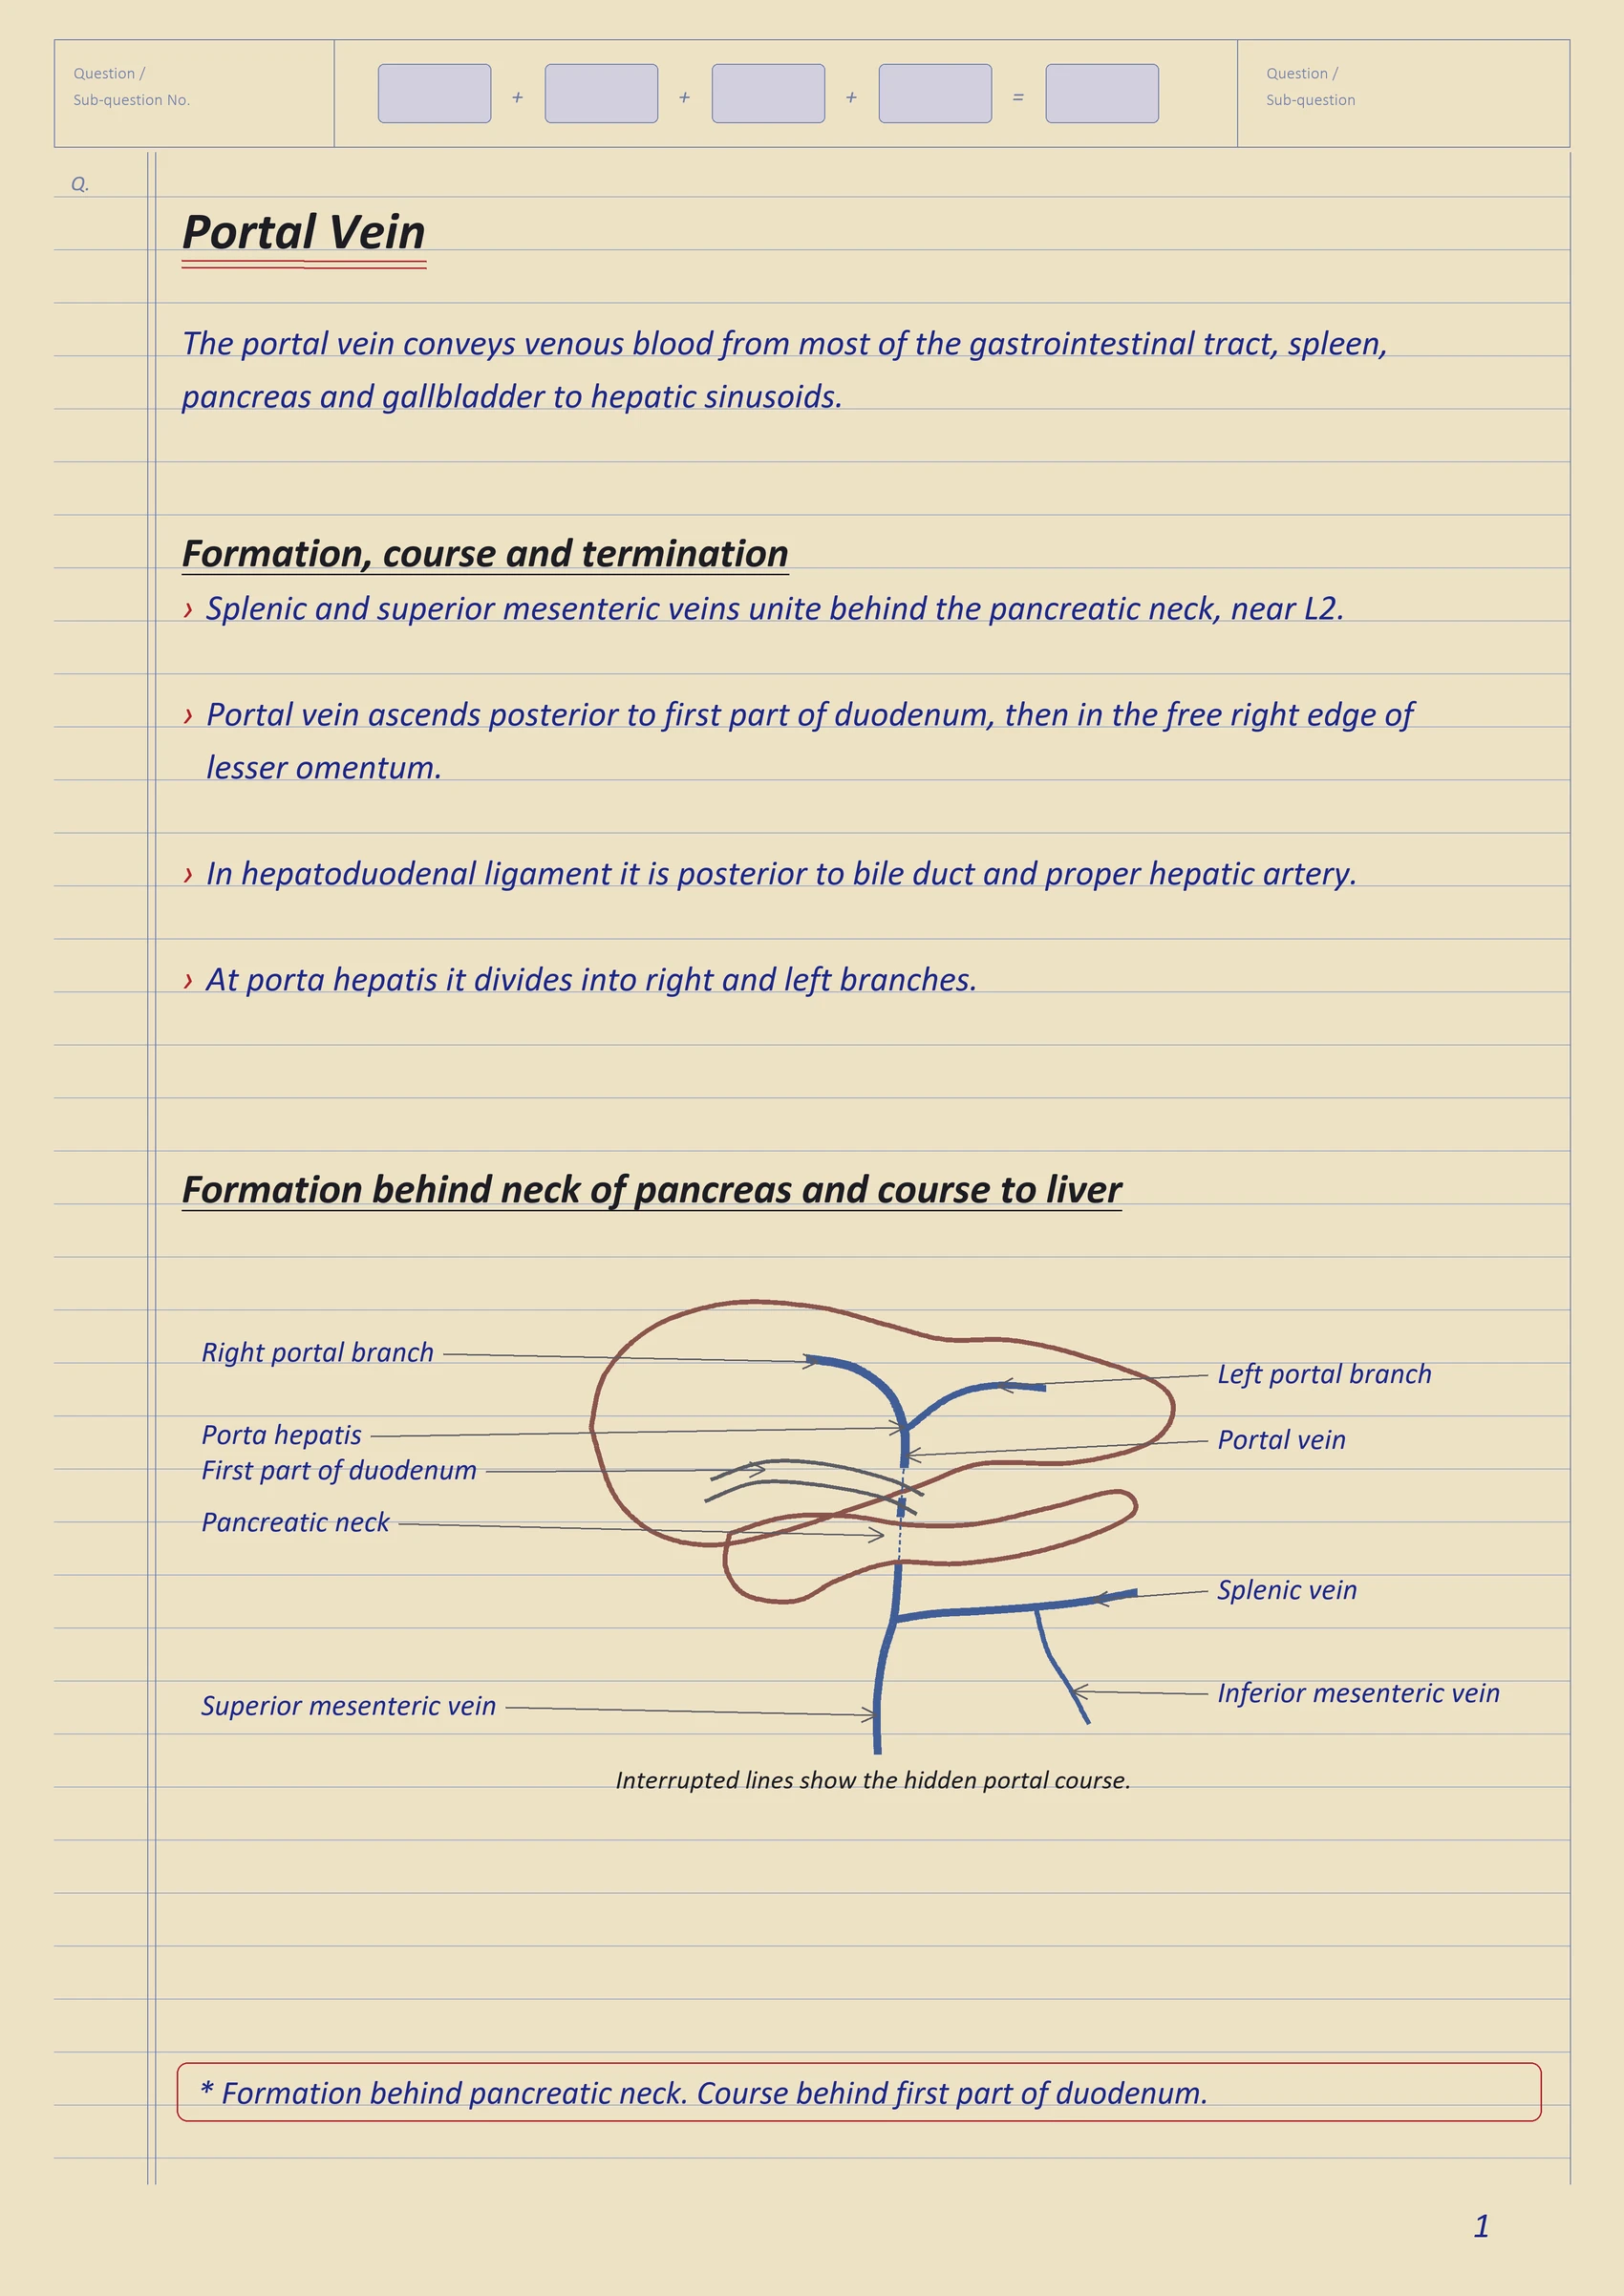 Question /
Sub-question No.
+ + + =
Question /
Sub-question
Q.
Portal Vein
The portal vein conveys venous blood from most of the gastrointestinal tract, spleen,
pancreas and gallbladder to hepatic sinusoids.
Formation, course and termination
› Splenic and superior mesenteric veins unite behind the pancreatic neck, near L2.
› Portal vein ascends posterior to first part of duodenum, then in the free right edge of
lesser omentum.
› In hepatoduodenal ligament it is posterior to bile duct and proper hepatic artery.
› At porta hepatis it divides into right and left branches.
Formation behind neck of pancreas and course to liver
Right portal branch
Left portal branch
Porta hepatis
Portal vein
First part of duodenum
Pancreatic neck
Splenic vein
Inferior mesenteric vein
Superior mesenteric vein
Interrupted lines show the hidden portal course.
* Formation behind pancreatic neck. Course behind first part of duodenum.
1